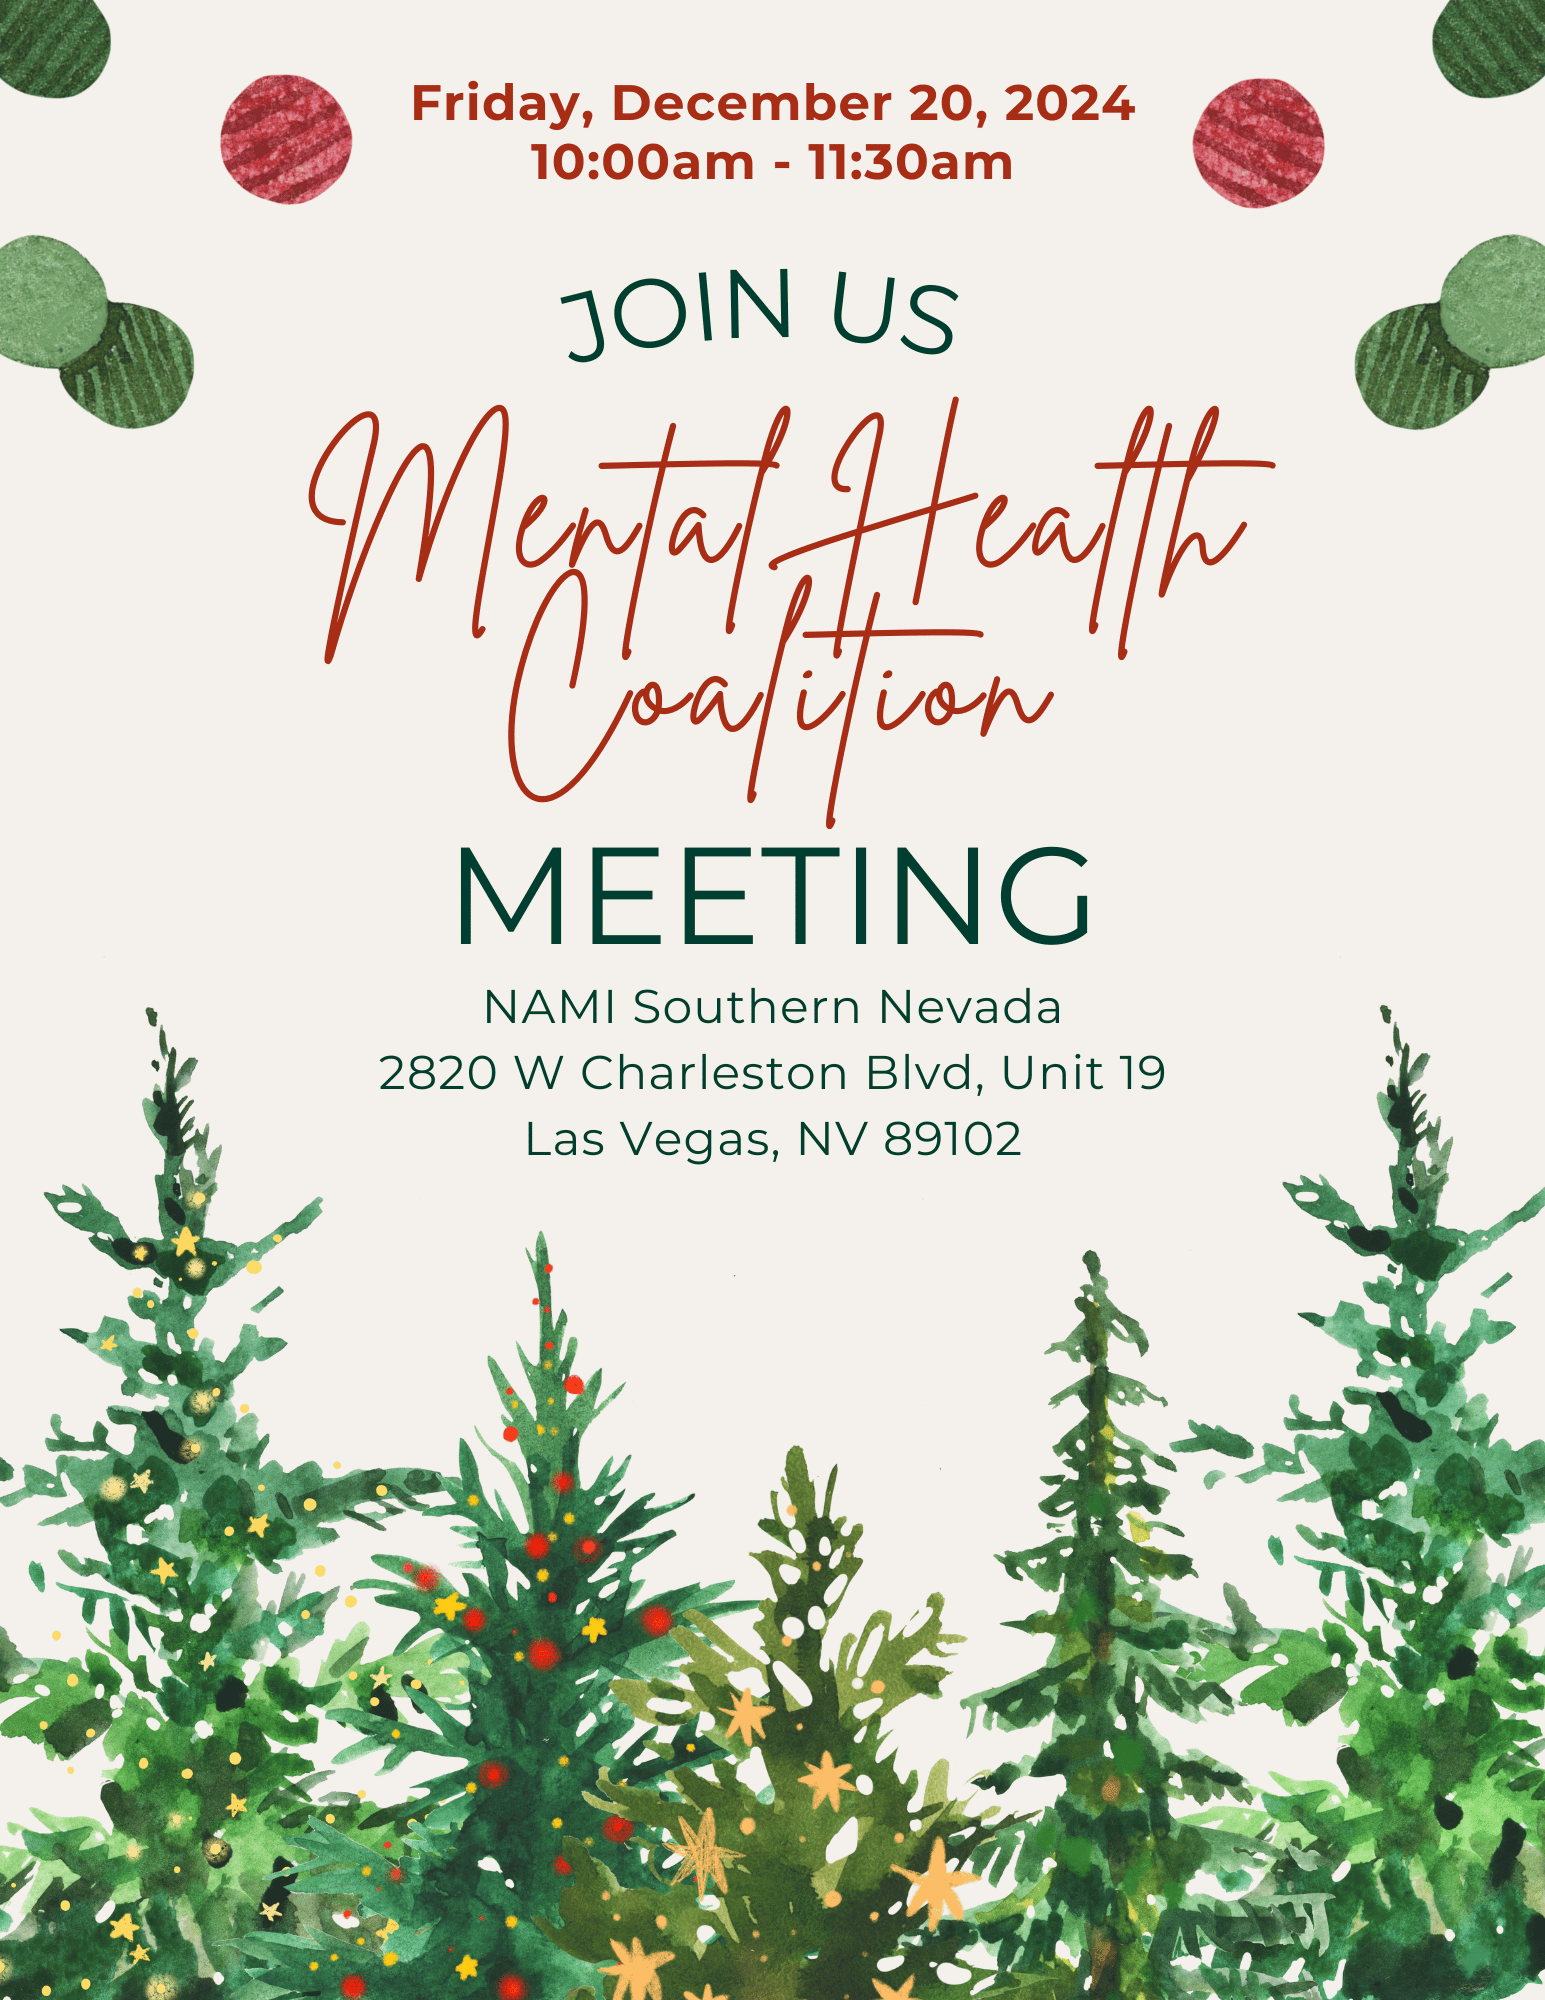 Friday, December 20, 2024
10:00am - 11:30am
JOIN US
Mental Health
Coalition
MEETING
NAMI Southern Nevada
2820 W Charleston Blvd, Unit 19
Las Vegas, NV 89102